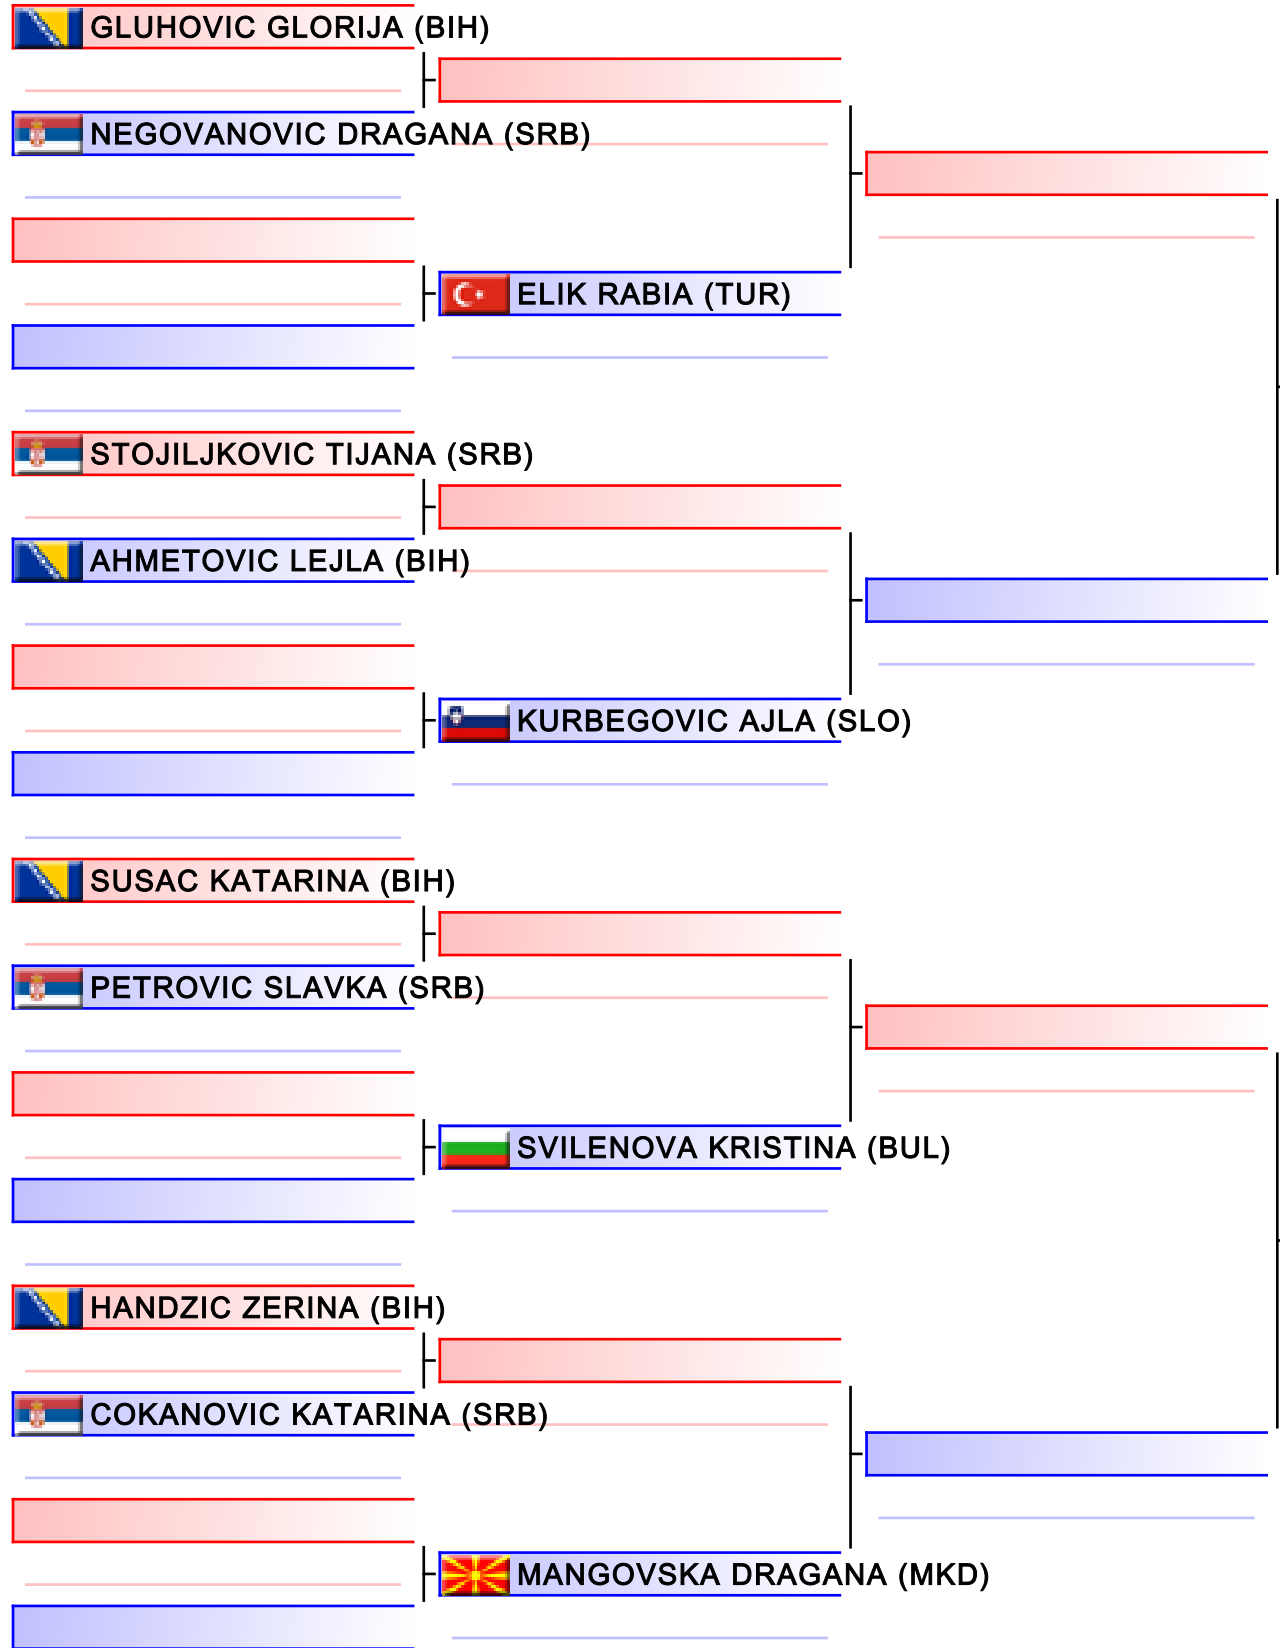 GLUHOVIC GLORIJA (BIH)
NEGOVANOVIC DRAGANA (SRB)
ELIK RABIA (TUR)
STOJILJKOVIC TIJANA (SRB)
AHMETOVIC LEJLA (BIH)
KURBEGOVIC AJLA (SLO)
SUSAC KATARINA (BIH)
PETROVIC SLAVKA (SRB)
SVILENOVA KRISTINA (BUL)
HANDZIC ZERINA (BIH)
COKANOVIC KATARINA (SRB)
MANGOVSKA DRAGANA (MKD)